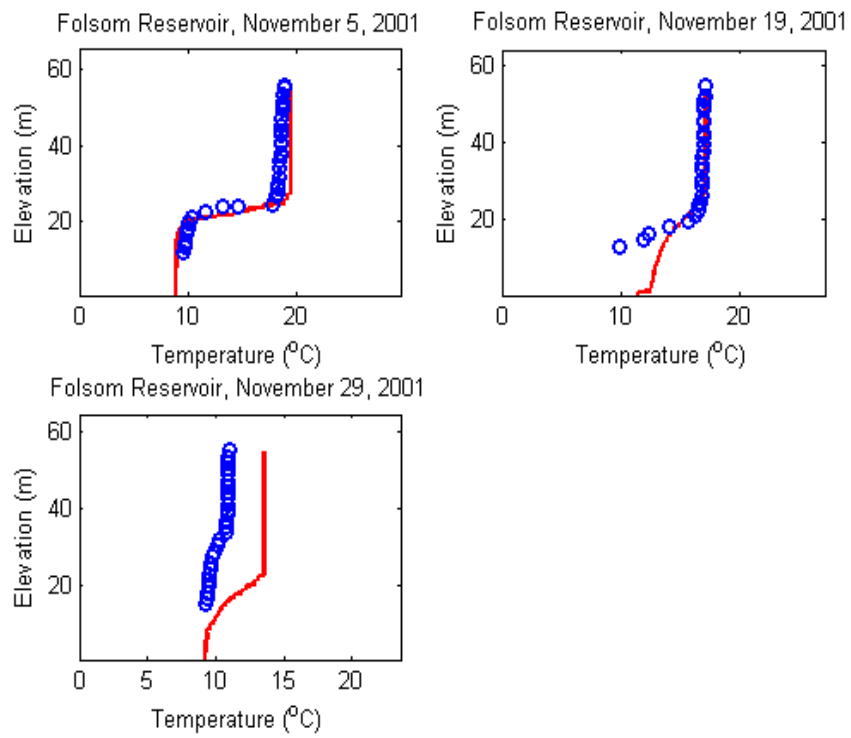 Folsom Reservoir, November 5, 2001
60
40
20
0
10
20
Elevation (m)
Temperature (°C)
Folsom Reservoir, November 19, 2001
60
40
20
0
10
20
Elevation (m)
Temperature (°C)
Folsom Reservoir, November 29, 2001
60
40
20
0
5
10
15
20
Elevation (m)
Temperature (°C)